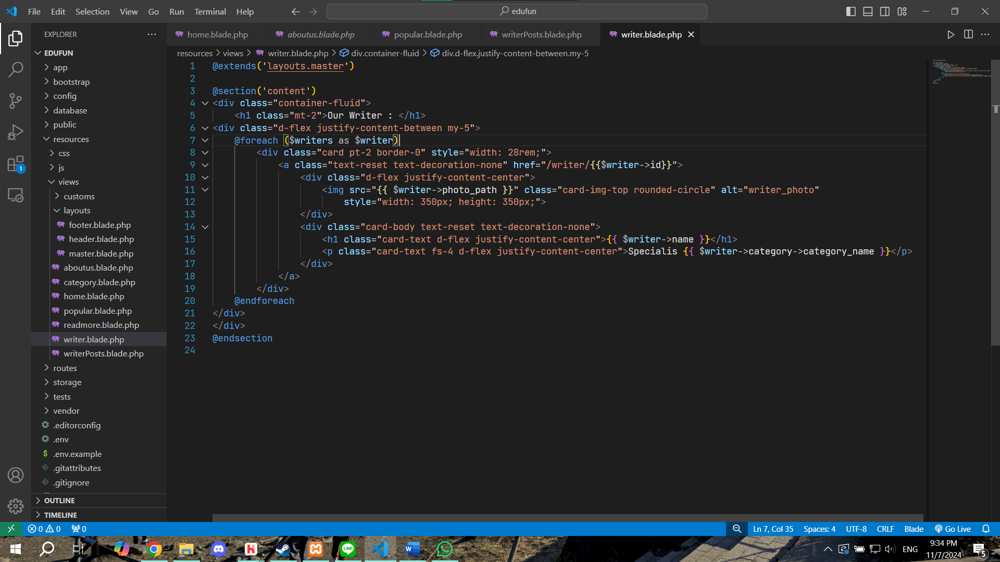 File Edit Selection View Go Run Terminal Help
edufun
EXPLORER
home.blade.php
aboutus.blade.php
popular.blade.php
writerPosts.blade.php
writer.blade.php
resources > views > writer.blade.php > div.container-fluid > div.d-flex.justify-content-between.my-5
EDUFUN
app
bootstrap
config
database
public
resources
css
js
views
customs
layouts
footer.blade.php
header.blade.php
master.blade.php
aboutus.blade.php
category.blade.php
home.blade.php
popular.blade.php
readmore.blade.php
writer.blade.php
writerPosts.blade.php
routes
storage
tests
vendor
.editorconfig
.env
$ .env.example
.gitattributes
.gitignore
OUTLINE
TIMELINE
1
1 @extends('layouts.master')
2
3 @section('content')
4 <div class="container-fluid">
5 <h1 class="mt-2">Our Writer : </h1>
6 <div class="d-flex justify-content-between my-5">
7 @foreach ($writers as $writer)
8 <div class="card pt-2 border-0" style="width: 28rem;">
9 <a class="text-reset text-decoration-none" href="/writer/{{$writer->id}}">
10 <div class="d-flex justify-content-center">
11 <img src="{{ $writer->photo_path }}" class="card-img-top rounded-circle" alt="writer_photo"
12 style="width: 350px; height: 350px;">
13 </div>
14 <div class="card-body text-reset text-decoration-none">
15 <h1 class="card-text d-flex justify-content-center">{{ $writer->name }}</h1>
16 <p class="card-text fs-4 d-flex justify-content-center">Specialis {{ $writer->category->category_name }}</p>
17 </div>
18 </a>
19 </div>
20 @endforeach
21 </div>
22 </div>
23 @endsection
24
0 0 0
Ln 7, Col 35 Spaces: 4 UTF-8 CRLF Blade Go Live
LINE
ENG
9:34 PM
11/7/2024
5